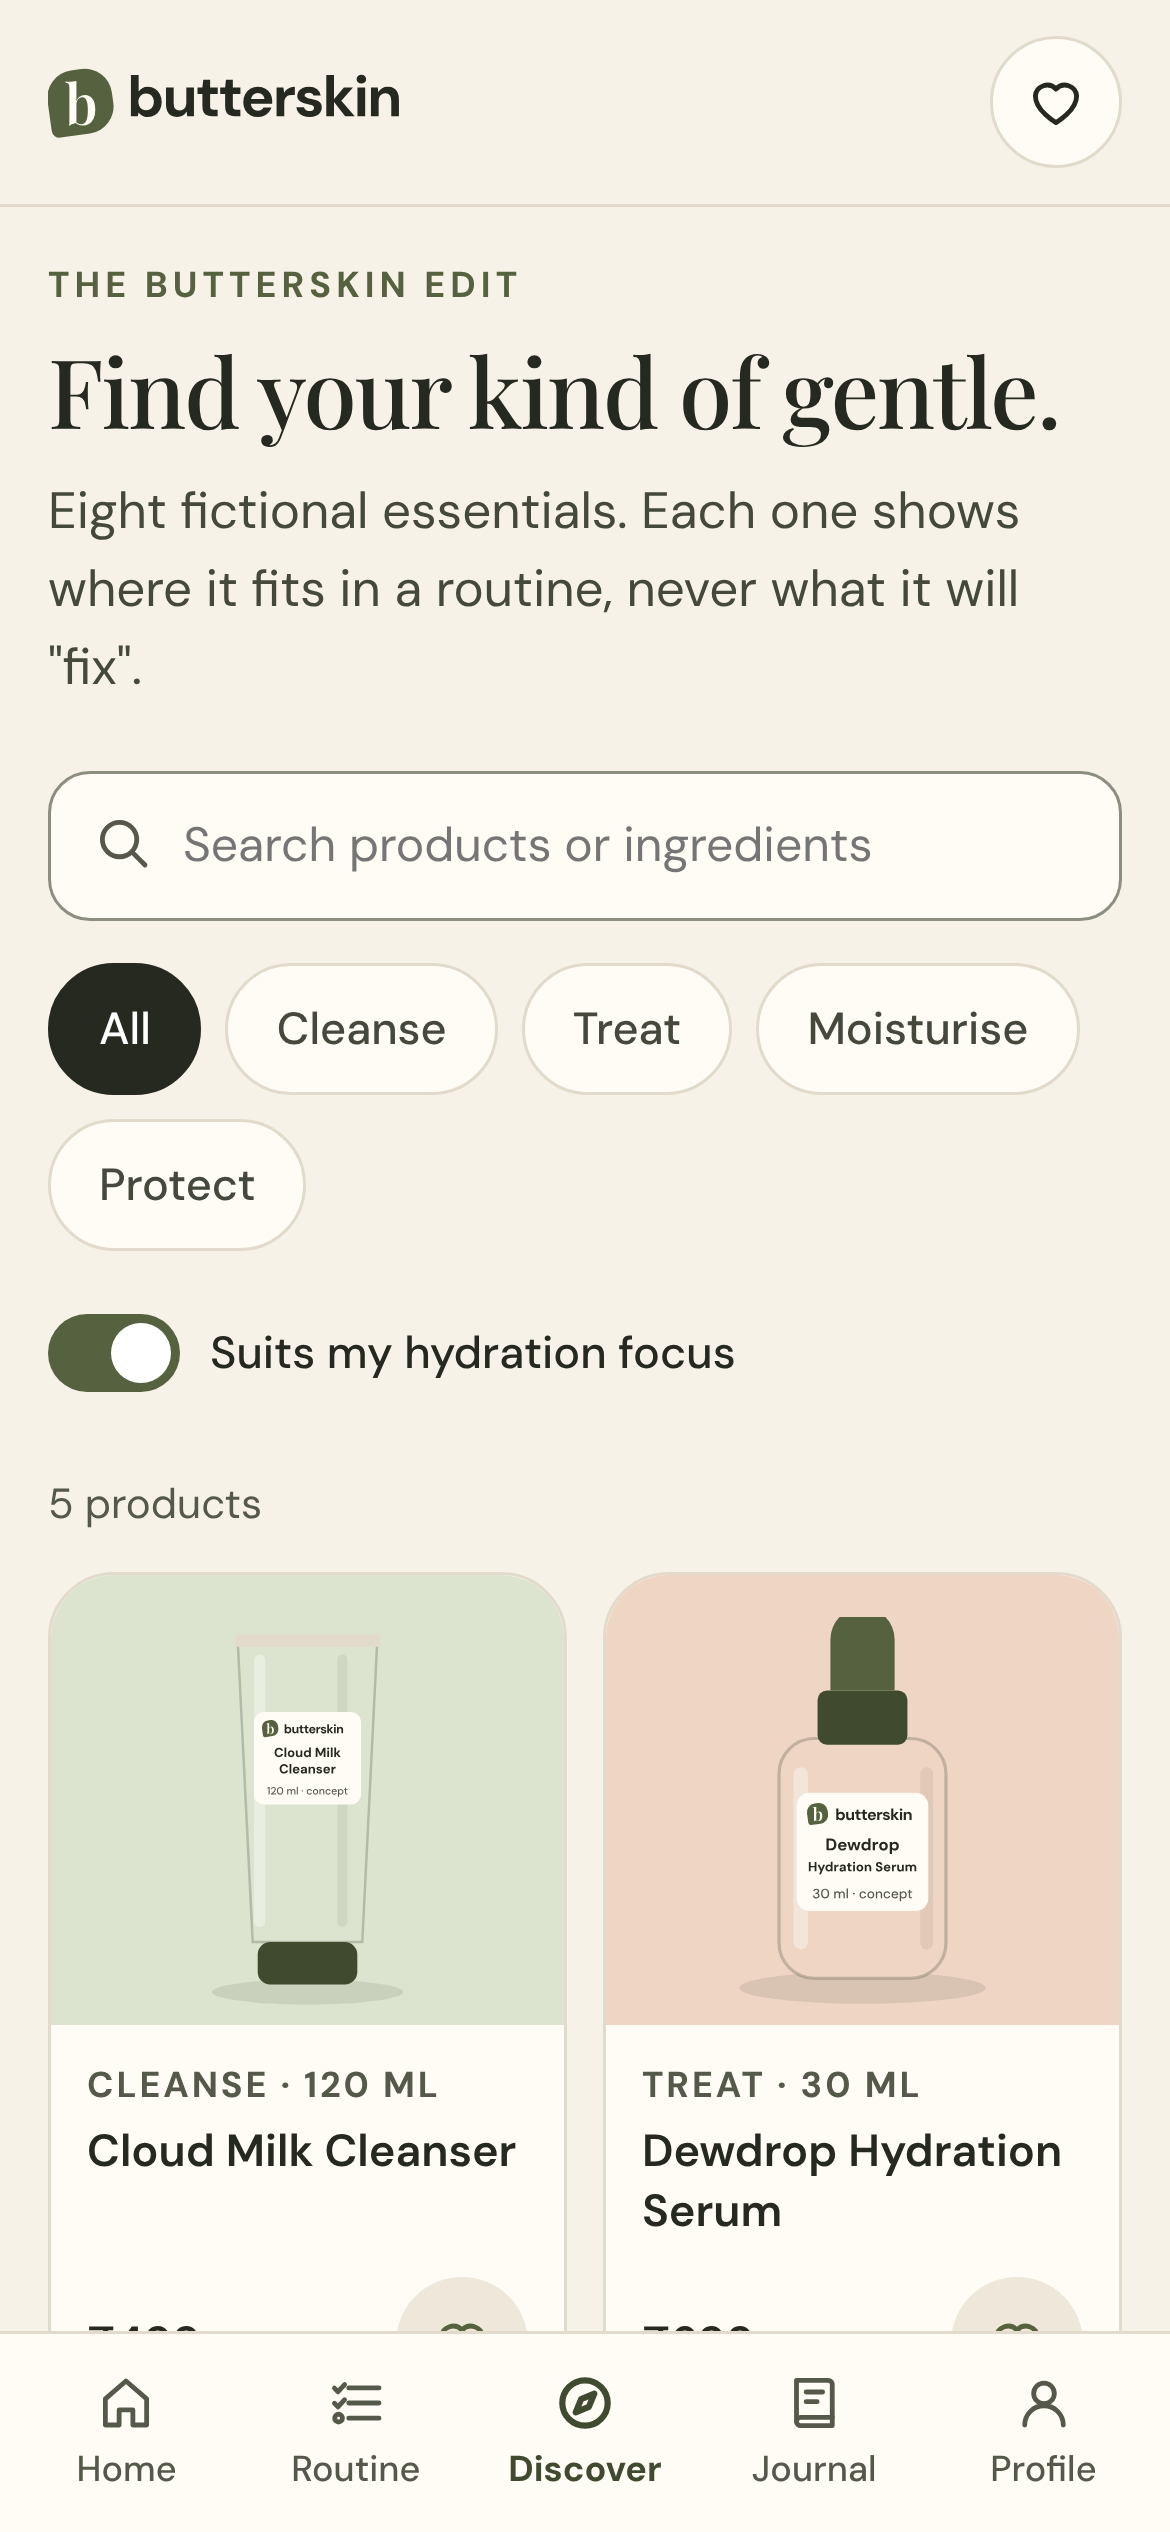 b butterskin
THE BUTTERSKIN EDIT
Find your kind of gentle.
Eight fictional essentials. Each one shows
where it fits in a routine, never what it will
"fix".
Search products or ingredients
All
Cleanse
Treat
Moisturise
Protect
Suits my hydration focus
5 products
b butterskin
Cloud Milk
Cleanser
120 ml · concept
b butterskin
Dewdrop
Hydration Serum
30 ml · concept
CLEANSE · 120 ML
Cloud Milk Cleanser
TREAT · 30 ML
Dewdrop Hydration
Serum
Home
Routine
Discover
Journal
Profile